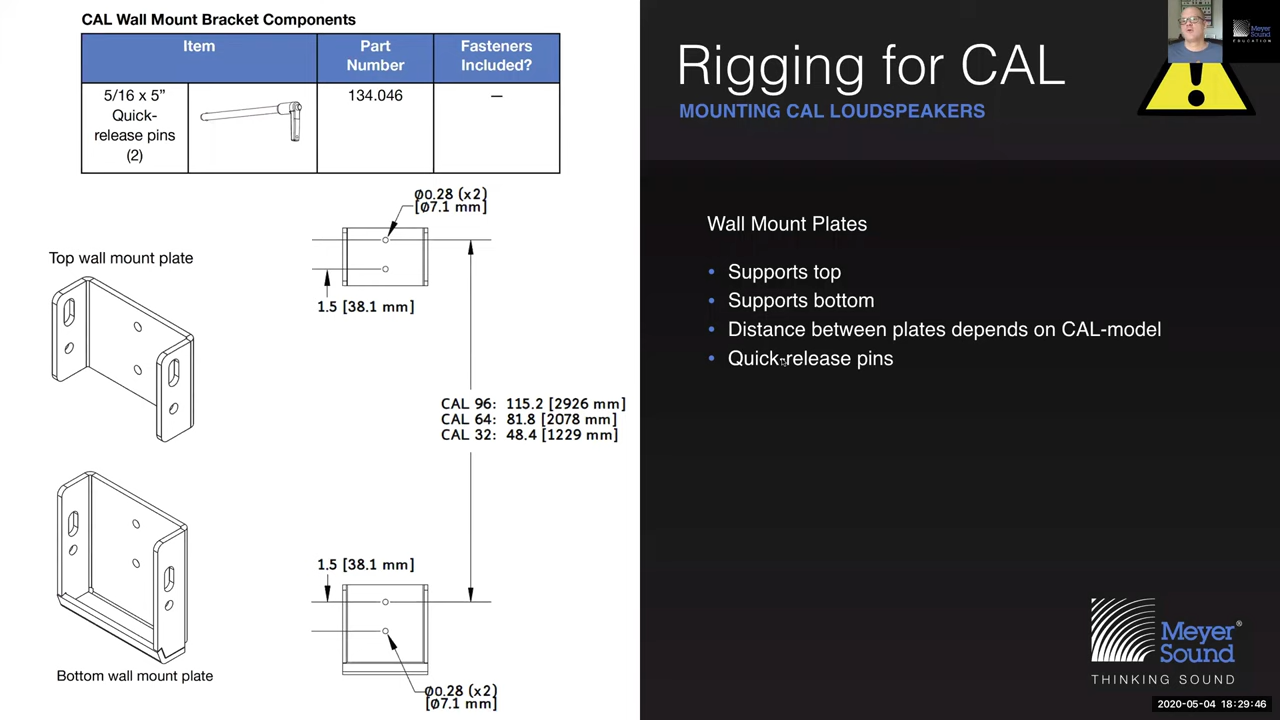 CAL Wall Mount Bracket Components
Item
Part
Number
Fasteners
Included?
5/16 x 5”
Quick-
release pins
(2)
134.046
—
Ø0.28 (x2)
[Ø7.1 mm]
Top wall mount plate
1.5 [38.1 mm]
CAL 96: 115.2 [2926 mm]
CAL 64: 81.8 [2078 mm]
CAL 32: 48.4 [1229 mm]
1.5 [38.1 mm]
Bottom wall mount plate
Ø0.28 (x2)
[Ø7.1 mm]
Rigging for CAL
MOUNTING CAL LOUDSPEAKERS
Meyer
Sound
EDUCATION
Wall Mount Plates
• Supports top
• Supports bottom
• Distance between plates depends on CAL-model
• Quick-release pins
Meyer
Sound®
THINKING SOUND
2020-05-04 18:29:46